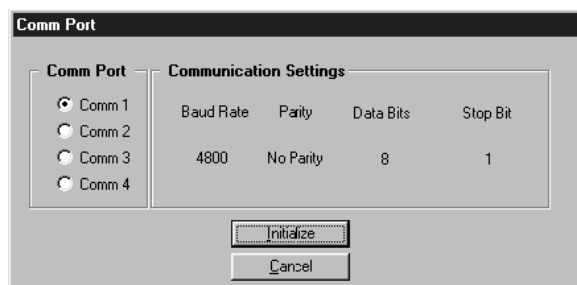 Comm Port
Comm Port
Communication Settings
Comm 1
Comm 2
Comm 3
Comm 4
Baud Rate Parity Data Bits Stop Bit
4800 No Parity 8 1
Initialize
Cancel